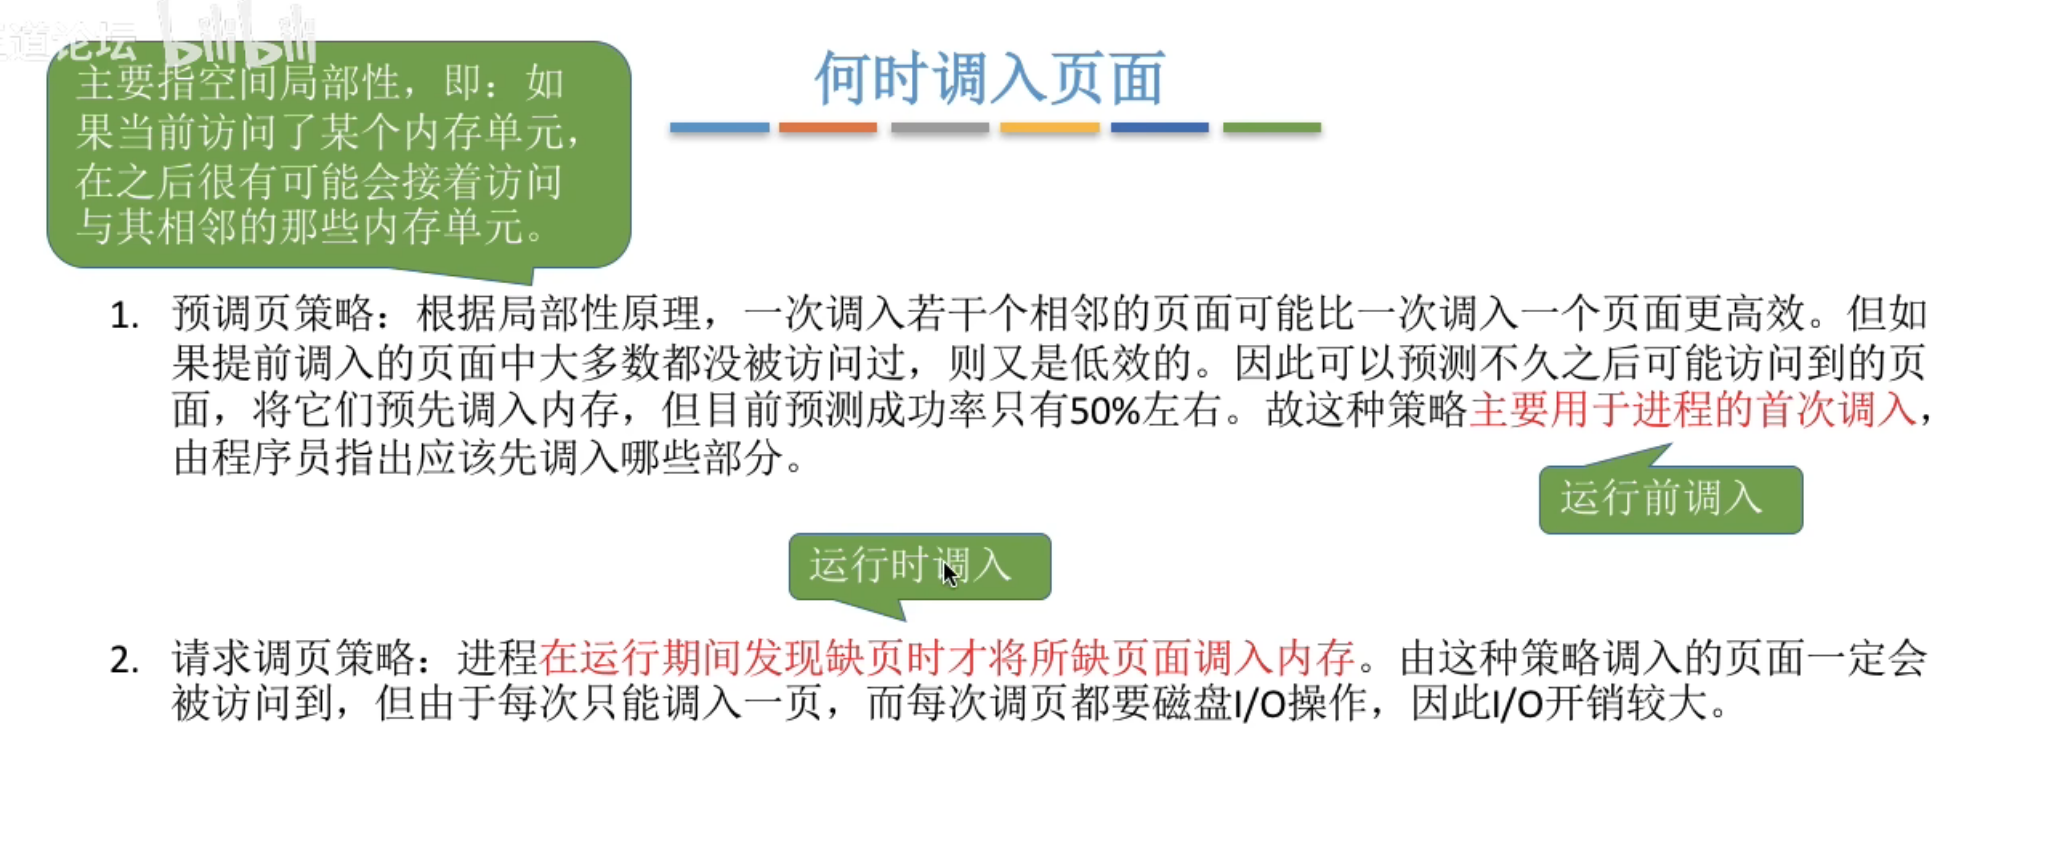 王道论坛 bilibili
主要指空间局部性，即：如
果当前访问了某个内存单元，
在之后很有可能会接着访问
与其相邻的那些内存单元。
何时调入页面
1. 预调页策略：根据局部性原理，一次调入若干个相邻的页面可能比一次调入一个页面更高效。但如
果提前调入的页面中大多数都没被访问过，则又是低效的。因此可以预测不久之后可能访问到的页
面，将它们预先调入内存，但目前预测成功率只有50%左右。故这种策略主要用于进程的首次调入，
由程序员指出应该先调入哪些部分。
运行前调入
运行时调入
2. 请求调页策略：进程在运行期间发现缺页时才将所缺页面调入内存。由这种策略调入的页面一定会
被访问到，但由于每次只能调入一页，而每次调页都要磁盘I/O操作，因此I/O开销较大。